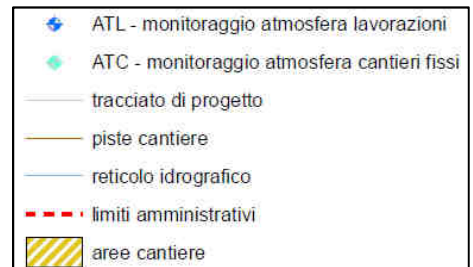 ATL - monitoraggio atmosfera lavorazioni
ATC - monitoraggio atmosfera cantieri fissi
tracciato di progetto
piste cantiere
reticolo idrografico
limiti amministrativi
aree cantiere